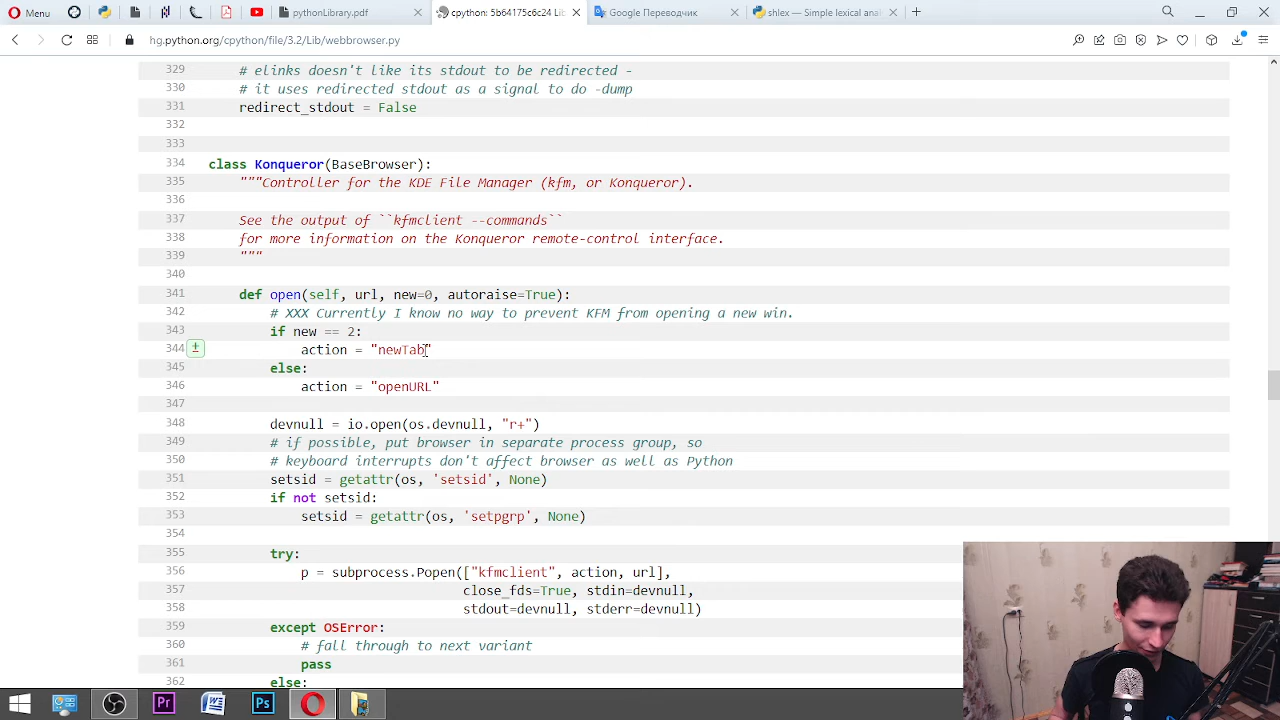 Menu
pythonLibrary.pdf
cpython: 5b64175c6c24 Lib
Google Переводчик
shlex — Simple lexical anal
hg.python.org/cpython/file/3.2/Lib/webbrowser.py
329 # elinks doesn't like its stdout to be redirected -
330 # it uses redirected stdout as a signal to do -dump
331 redirect_stdout = False
332
333
334 class Konqueror(BaseBrowser):
335 """Controller for the KDE File Manager (kfm, or Konqueror).
336
337 See the output of ``kfmclient --commands``
338 for more information on the Konqueror remote-control interface.
339 """
340
341 def open(self, url, new=0, autoraise=True):
342 # XXX Currently I know no way to prevent KFM from opening a new win.
343 if new == 2:
344 action = "newTab"
345 else:
346 action = "openURL"
347
348 devnull = io.open(os.devnull, "r+")
349 # if possible, put browser in separate process group, so
350 # keyboard interrupts don't affect browser as well as Python
351 setsid = getattr(os, 'setsid', None)
352 if not setsid:
353 setsid = getattr(os, 'setpgrp', None)
354
355 try:
356 p = subprocess.Popen(["kfmclient", action, url],
357 close_fds=True, stdin=devnull,
358 stdout=devnull, stderr=devnull)
359 except OSError:
360 # fall through to next variant
361 pass
362 else:
Pr
W
Ps